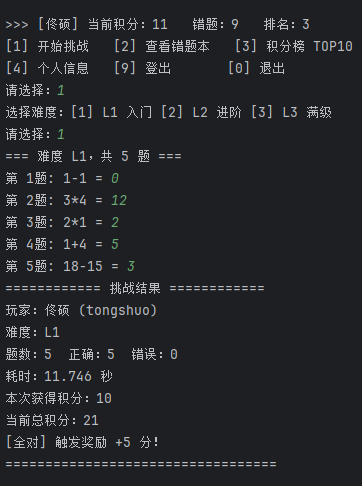 >>> [佟硕] 当前积分：11   错题：9   排名：3
[1] 开始挑战   [2] 查看错题本   [3] 积分榜 TOP10
[4] 个人信息   [9] 登出       [0] 退出
请选择：1
选择难度：[1] L1 入门 [2] L2 进阶 [3] L3 满级
请选择：1
=== 难度 L1，共 5 题 ===
第 1题: 1-1 = 0
第 2题: 3*4 = 12
第 3题: 2*1 = 2
第 4题: 1+4 = 5
第 5题: 18-15 = 3
============ 挑战结果 ============
玩家：佟硕 (tongshuo)
难度：L1
题数：5  正确：5  错误：0
耗时：11.746 秒
本次获得积分：10
当前总积分：21
[全对] 触发奖励 +5 分!
==================================